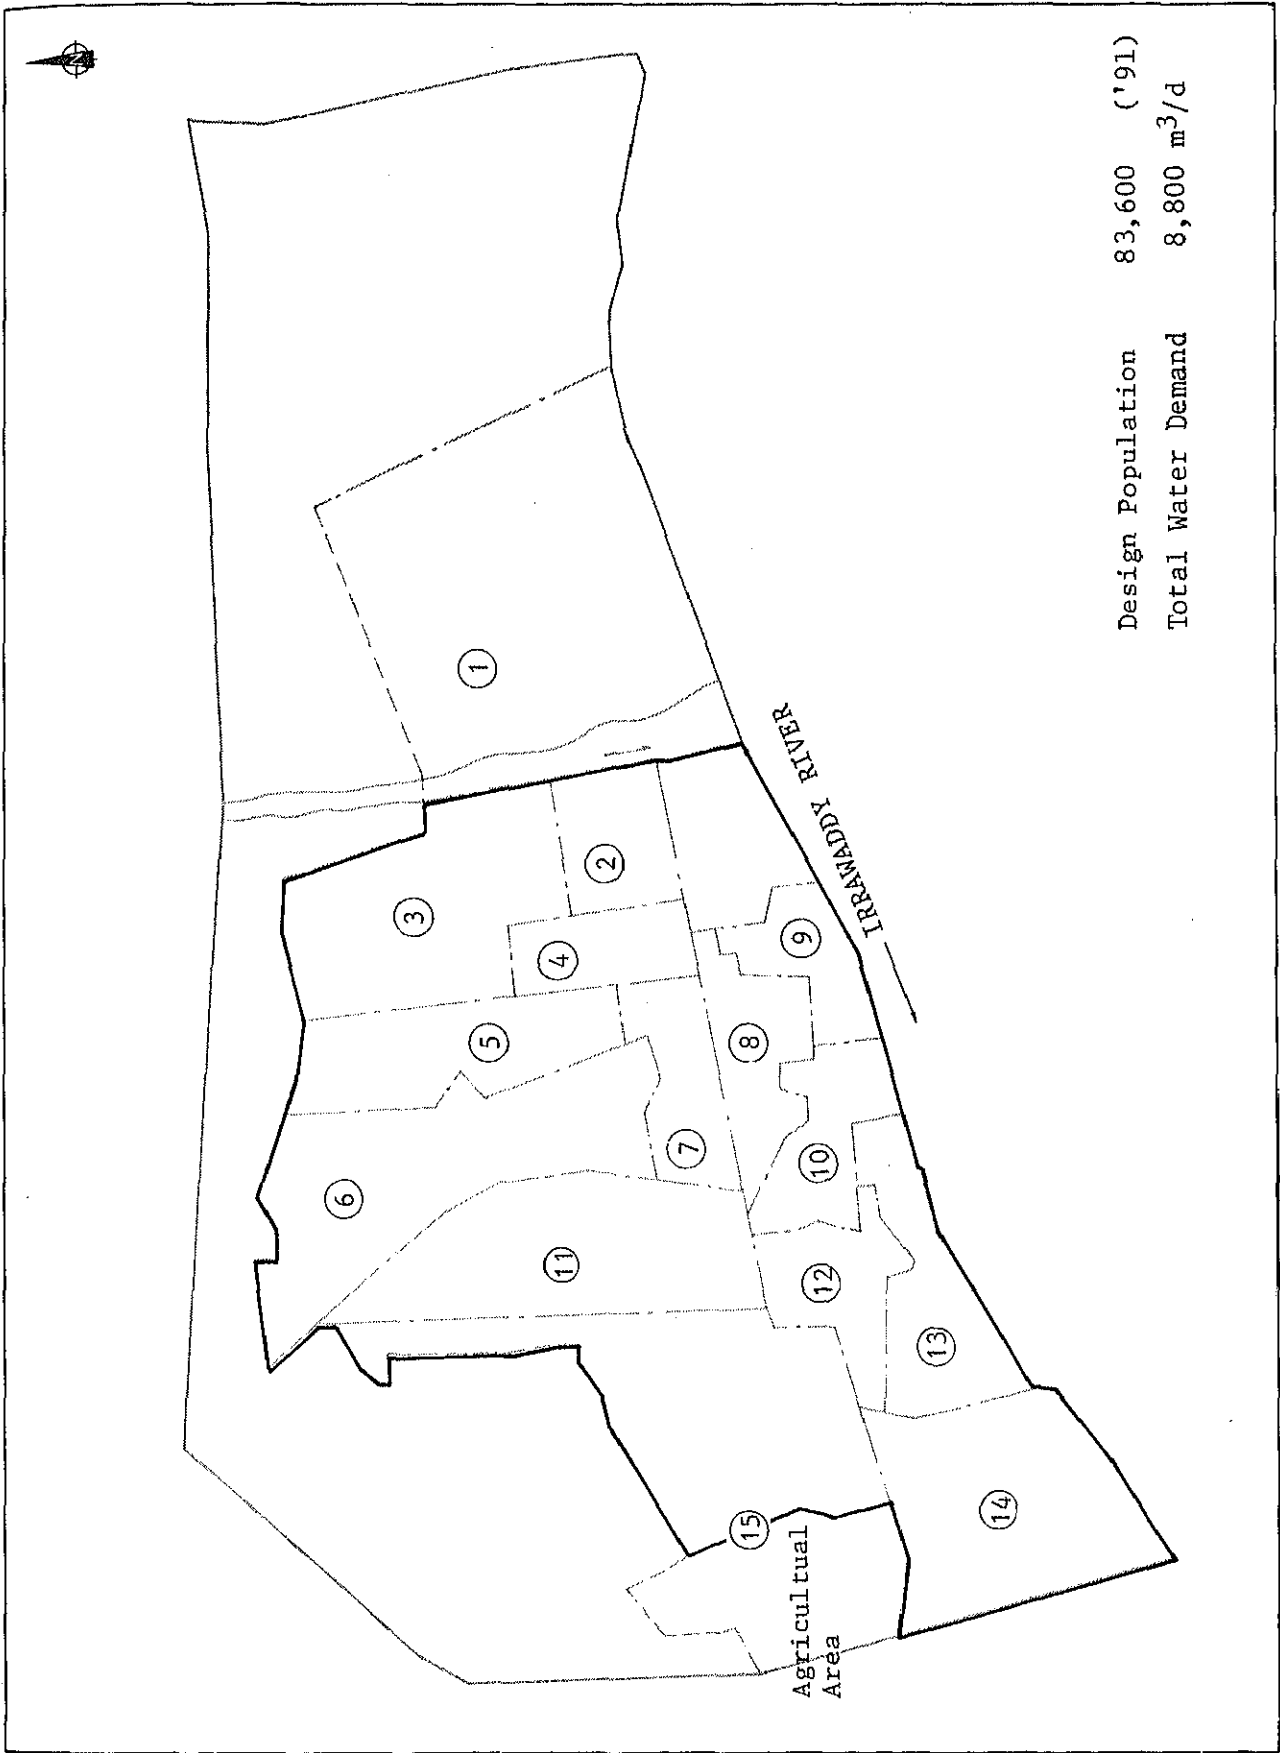 N
①
②
③
④
⑤
⑥
⑦
⑧
⑨
⑩
⑪
⑫
⑬
⑭
⑮
Agricultual
Area
IRRAWADDY RIVER
Design Population 83,600 ('91)
Total Water Demand 8,800 m³/d